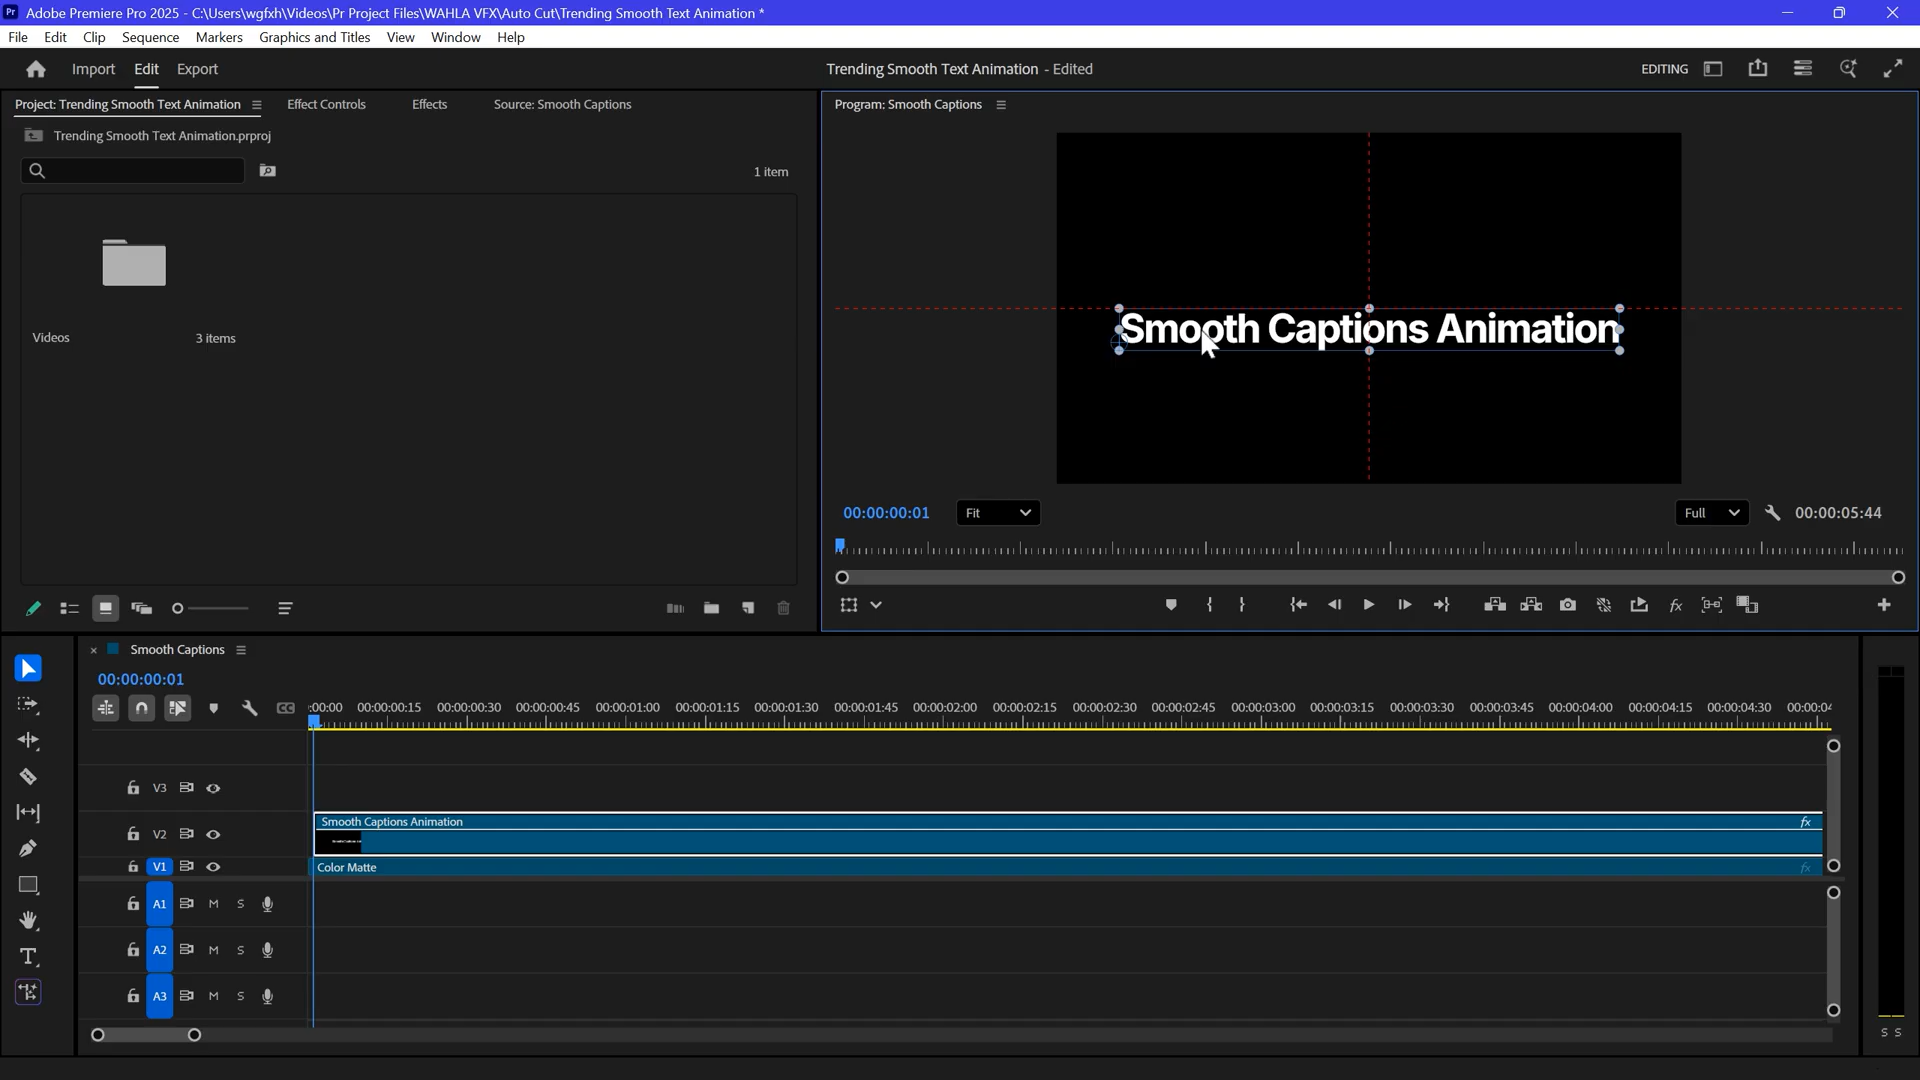 Pr Adobe Premiere Pro 2025 - C:\Users\wgfxh\Videos\Pr Project Files\WAHLA VFX\Auto Cut\Trending Smooth Text Animation *
File Edit Clip Sequence Markers Graphics and Titles View Window Help
Import Edit Export
Trending Smooth Text Animation - Edited
EDITING
Project: Trending Smooth Text Animation Effect Controls Effects Source: Smooth Captions
Program: Smooth Captions
Trending Smooth Text Animation.prproj
1 item
Videos 3 items
Smooth Captions Animation
00:00:00:01 Fit Full 00:00:05:44
fx
Smooth Captions
00:00:00:01
CC
:00:00 00:00:00:15 00:00:00:30 00:00:00:45 00:00:01:00 00:00:01:15 00:00:01:30 00:00:01:45 00:00:02:00 00:00:02:15 00:00:02:30 00:00:02:45 00:00:03:00 00:00:03:15 00:00:03:30 00:00:03:45 00:00:04:00 00:00:04:15 00:00:04:30 00:00:04
V3
Smooth Captions Animation fx
V2
V1 Color Matte fx
A1 M S
A2 M S
A3 M S
S S